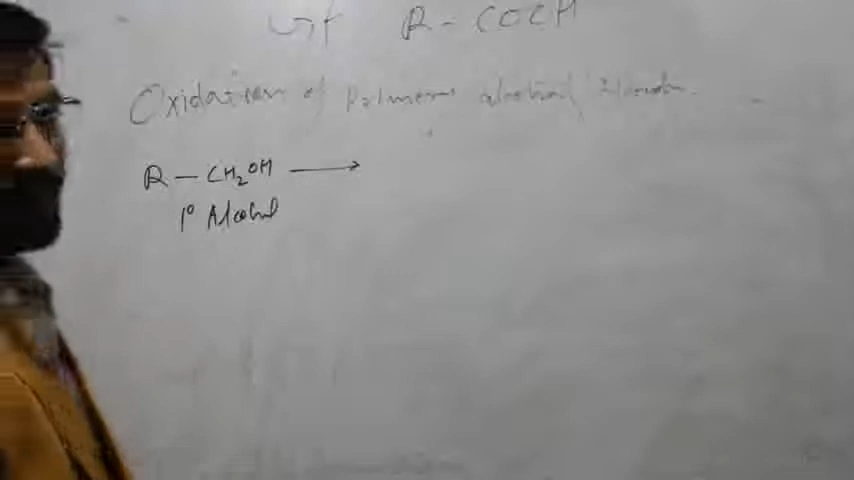 R - COOH
Oxidation of Primary alcohol
R — CH₂OH ⟶
1° Alcohol